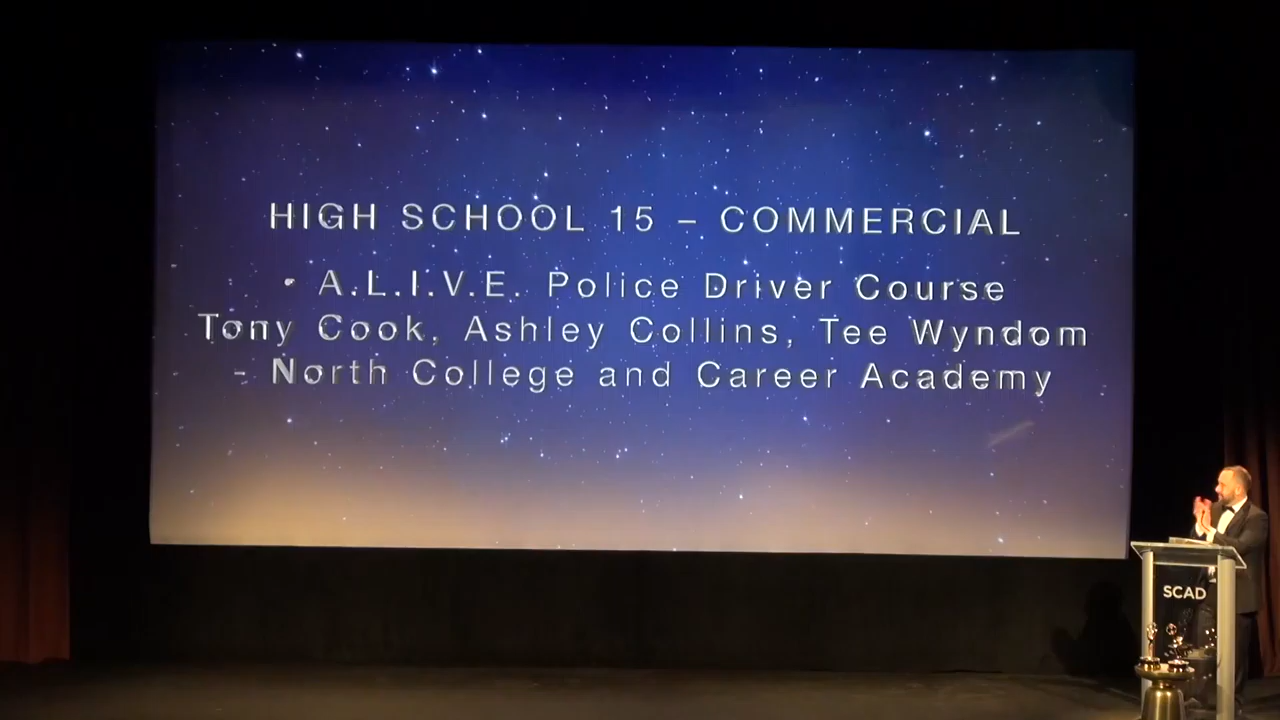 HIGH SCHOOL 15 – COMMERCIAL
• A.L.I.V.E. Police Driver Course
Tony Cook, Ashley Collins, Tee Wyndom
- North College and Career Academy
SCAD